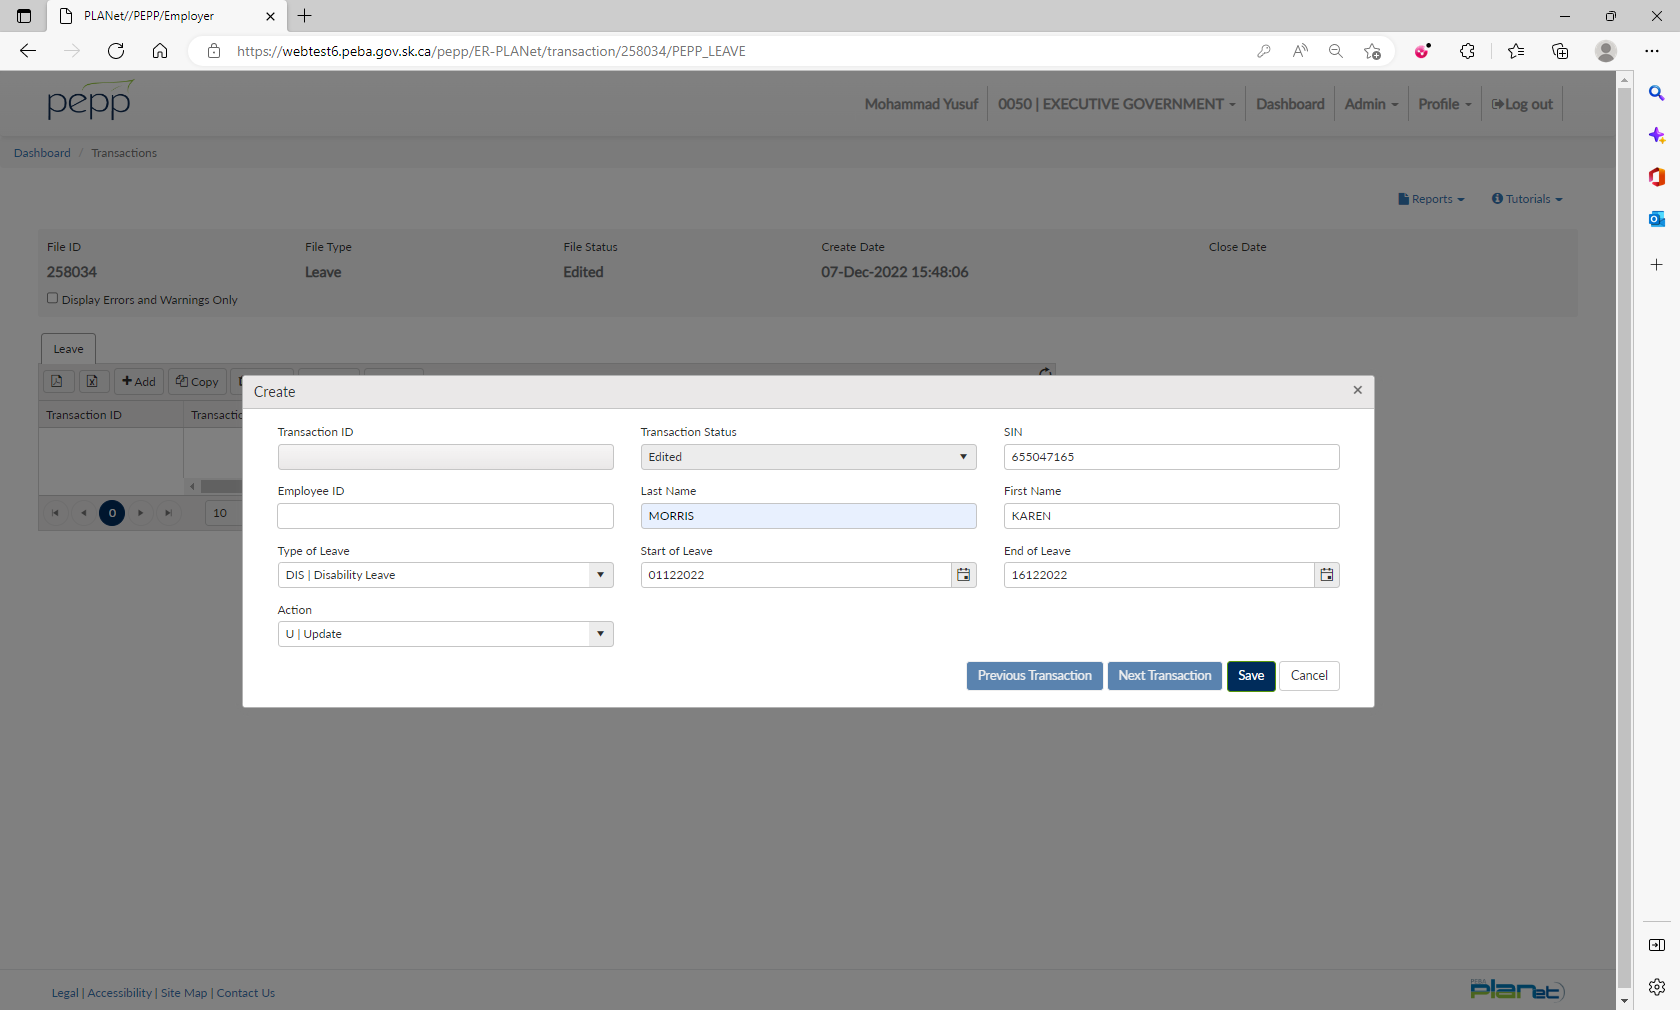 PLANet//PEPP/Employer
https://webtest6.peba.gov.sk.ca/pepp/ER-PLANet/transaction/258034/PEPP_LEAVE
pepp
Mohammad Yusuf
0050 | EXECUTIVE GOVERNMENT
Dashboard
Admin
Profile
Log out
Dashboard / Transactions
Reports
Tutorials
File ID
File Type
File Status
Create Date
Close Date
258034
Leave
Edited
07-Dec-2022 15:48:06
Display Errors and Warnings Only
Leave
Add
Copy
Transaction ID
Transactio
0
10
Create
Transaction ID
Transaction Status
SIN
Edited
655047165
Employee ID
Last Name
First Name
MORRIS
KAREN
Type of Leave
Start of Leave
End of Leave
DIS | Disability Leave
01122022
16122022
Action
U | Update
Previous Transaction
Next Transaction
Save
Cancel
Legal | Accessibility | Site Map | Contact Us
PEBA
planet